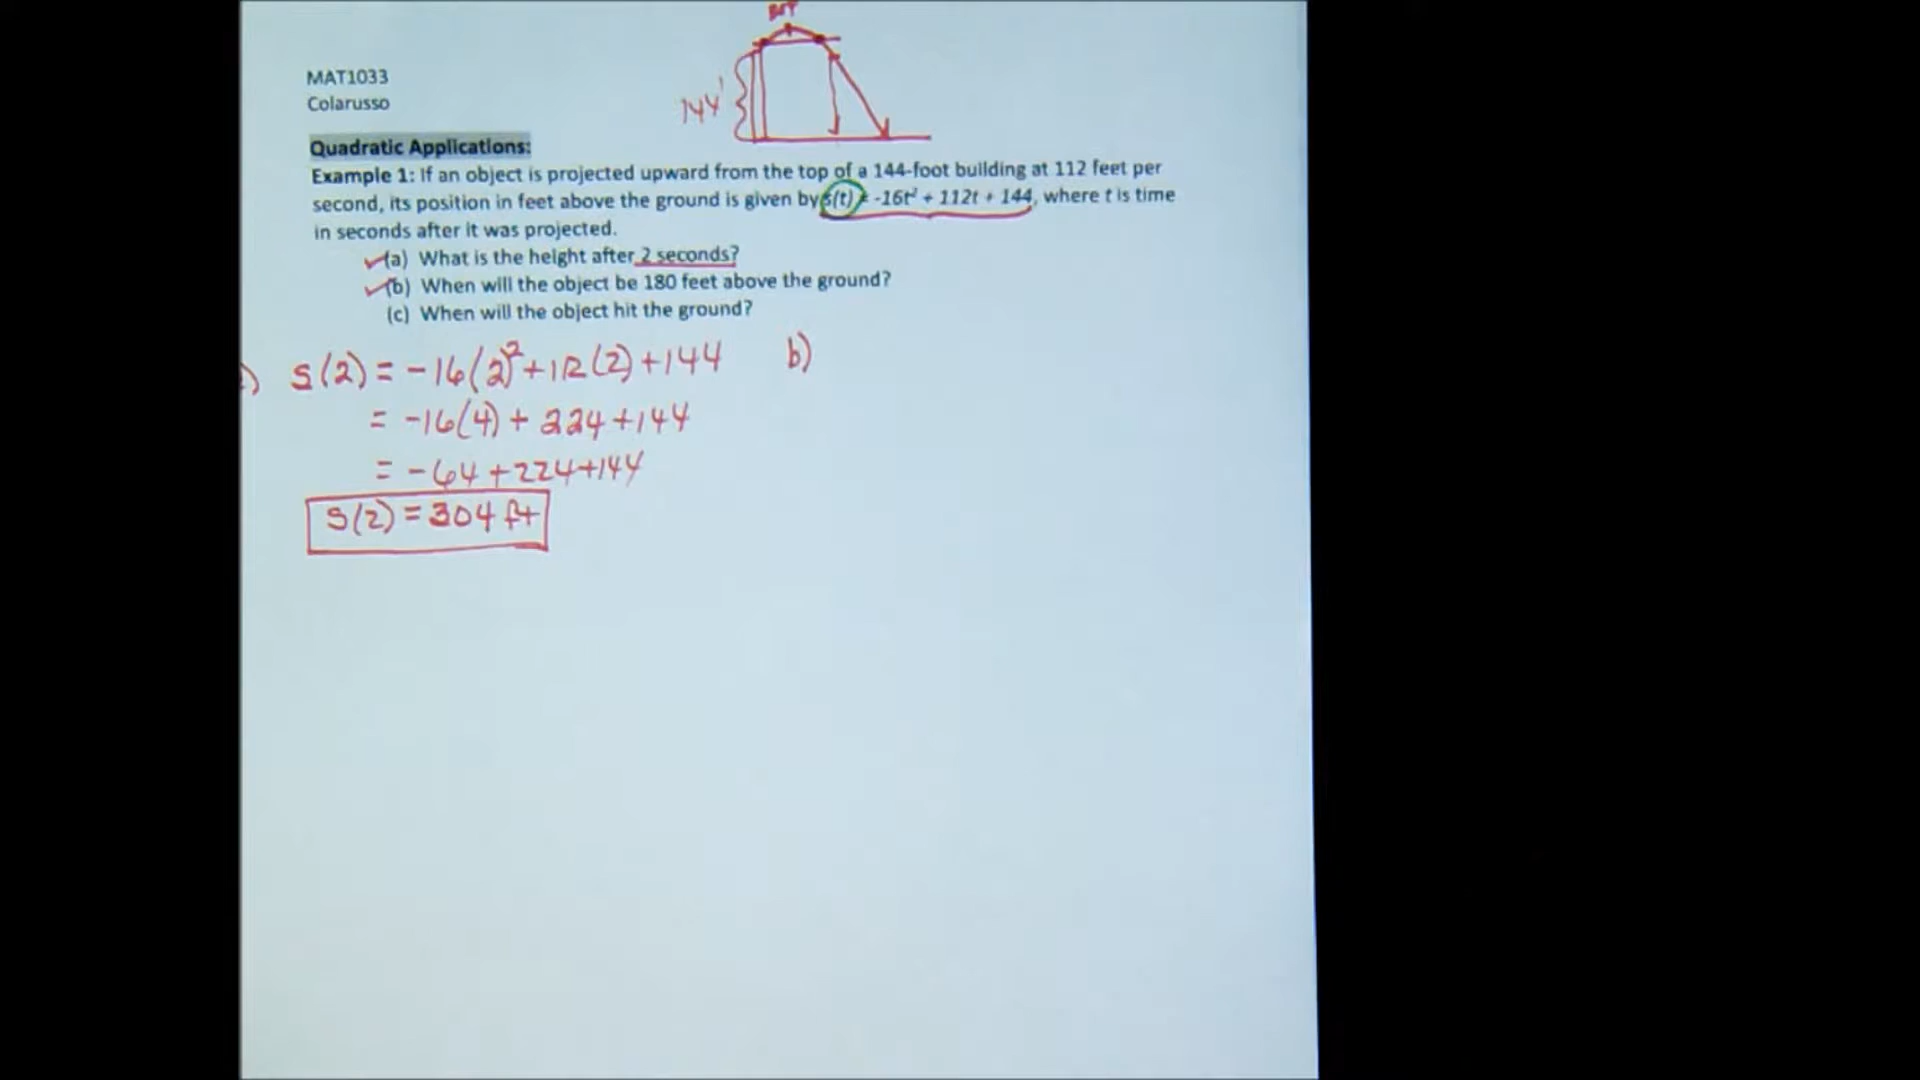 BSY
MAT1033
Colarusso
144'
Quadratic Applications:
Example 1: If an object is projected upward from the top of a 144-foot building at 112 feet per
second, its position in feet above the ground is given by s(t) = -16t² + 112t + 144, where t is time
in seconds after it was projected.
(a) What is the height after 2 seconds?
(b) When will the object be 180 feet above the ground?
(c) When will the object hit the ground?
) s(2) = -16(2)² + 112(2) + 144
b)
= -16(4) + 224 + 144
= -64 + 224 + 144
s(2) = 304 ft